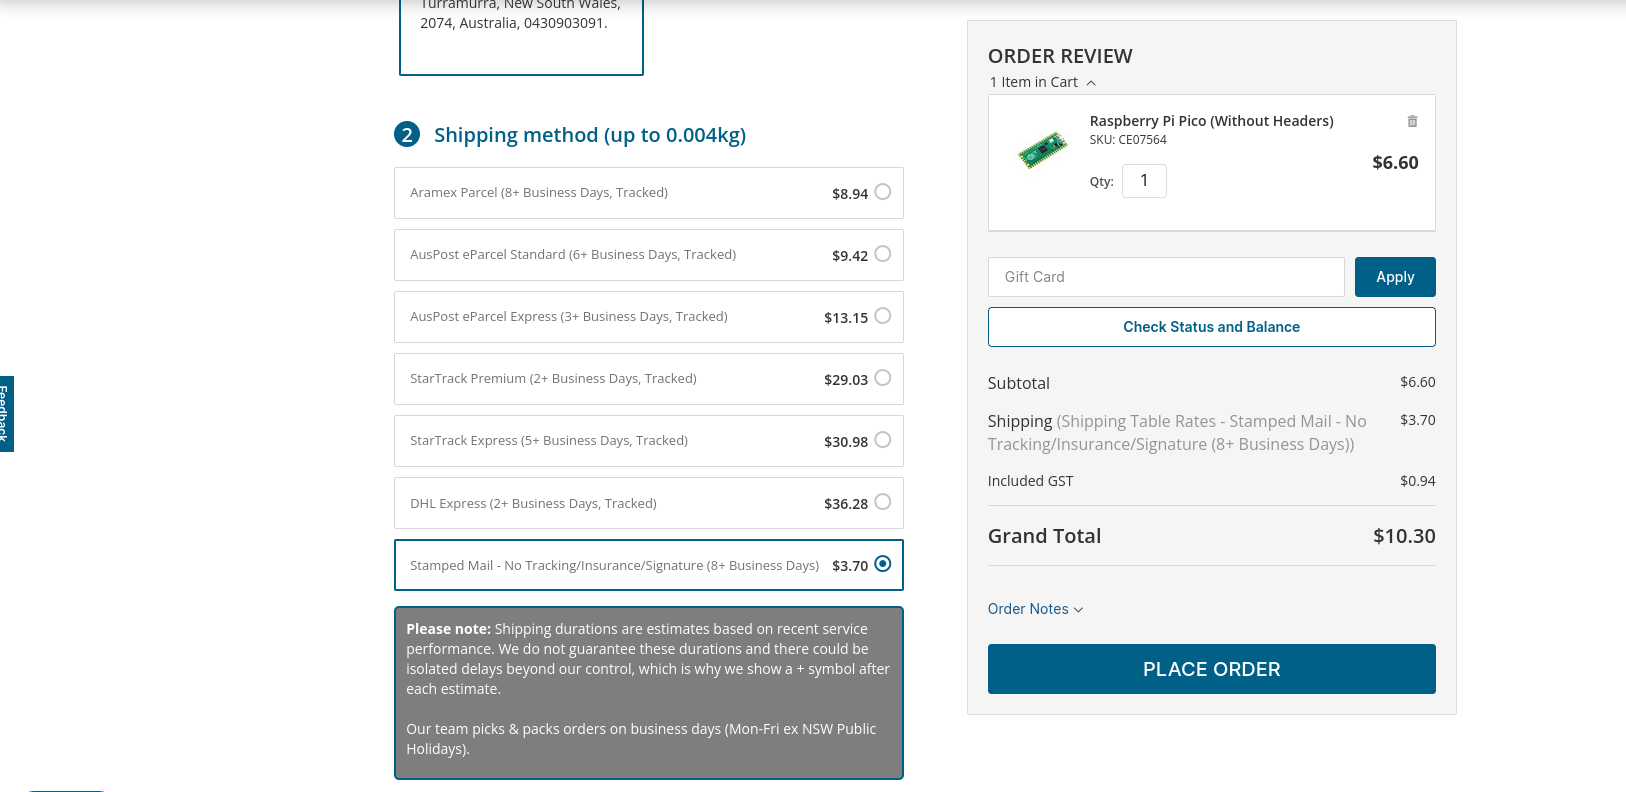 Turramurra, New South Wales,
2074, Australia, 0430903091.
2 Shipping method (up to 0.004kg)
Aramex Parcel (8+ Business Days, Tracked) $8.94
AusPost eParcel Standard (6+ Business Days, Tracked) $9.42
AusPost eParcel Express (3+ Business Days, Tracked) $13.15
StarTrack Premium (2+ Business Days, Tracked) $29.03
StarTrack Express (5+ Business Days, Tracked) $30.98
DHL Express (2+ Business Days, Tracked) $36.28
Stamped Mail - No Tracking/Insurance/Signature (8+ Business Days) $3.70
Please note: Shipping durations are estimates based on recent service
performance. We do not guarantee these durations and there could be
isolated delays beyond our control, which is why we show a + symbol after
each estimate.
Our team picks & packs orders on business days (Mon-Fri ex NSW Public
Holidays).
Feedback
ORDER REVIEW
1 Item in Cart
Raspberry Pi Pico (Without Headers)
SKU: CE07564
$6.60
Qty: 1
Gift Card
Apply
Check Status and Balance
Subtotal $6.60
Shipping (Shipping Table Rates - Stamped Mail - No $3.70
Tracking/Insurance/Signature (8+ Business Days))
Included GST $0.94
Grand Total $10.30
Order Notes
PLACE ORDER